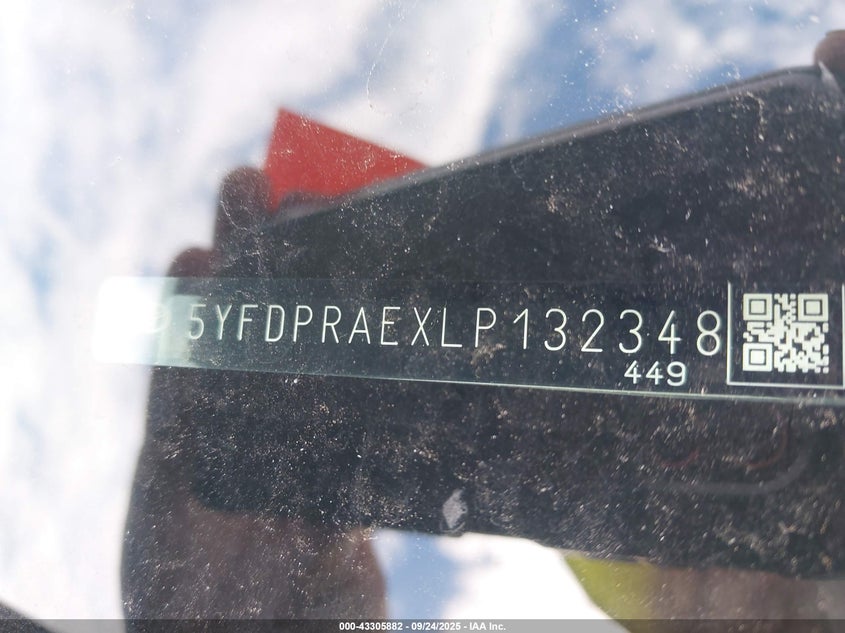 5YFDPRAEXLP132348
449
000-43305882 - 09/24/2025 - IAA Inc.